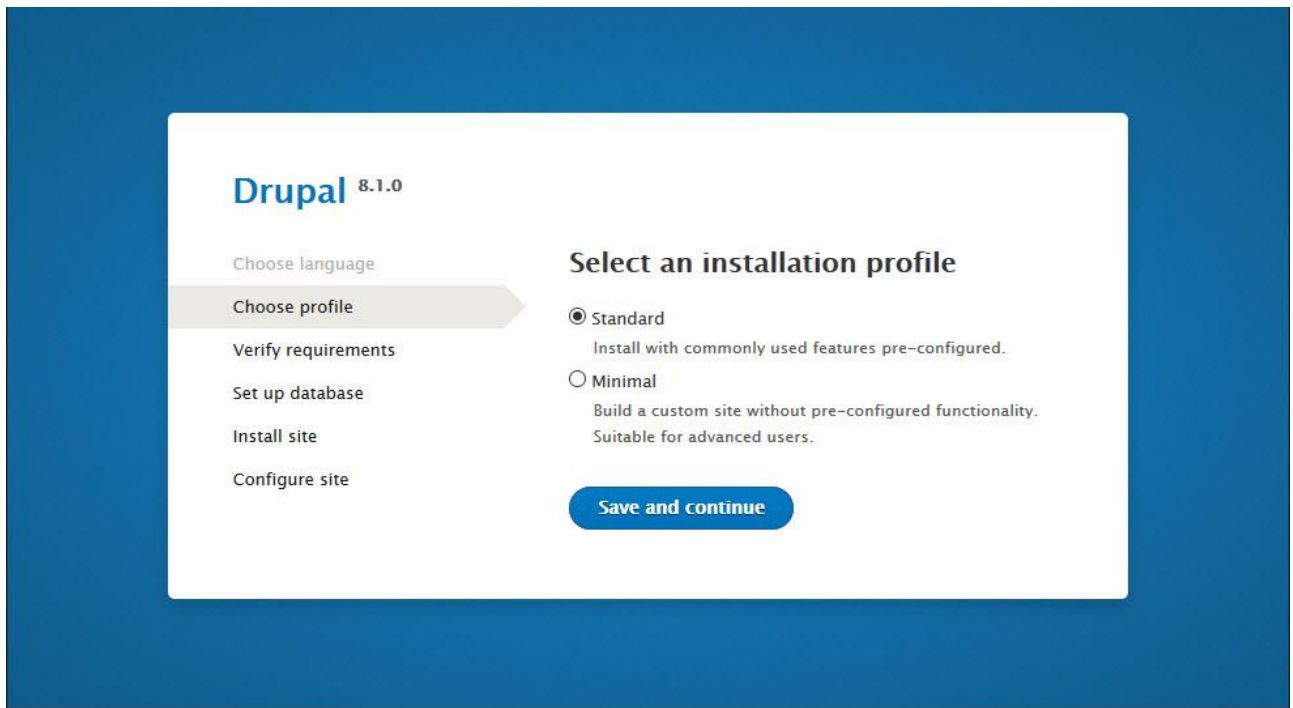 Drupal 8.1.0
Choose language
Choose profile
Verify requirements
Set up database
Install site
Configure site
Select an installation profile
Standard
Install with commonly used features pre-configured.
Minimal
Build a custom site without pre-configured functionality.
Suitable for advanced users.
Save and continue